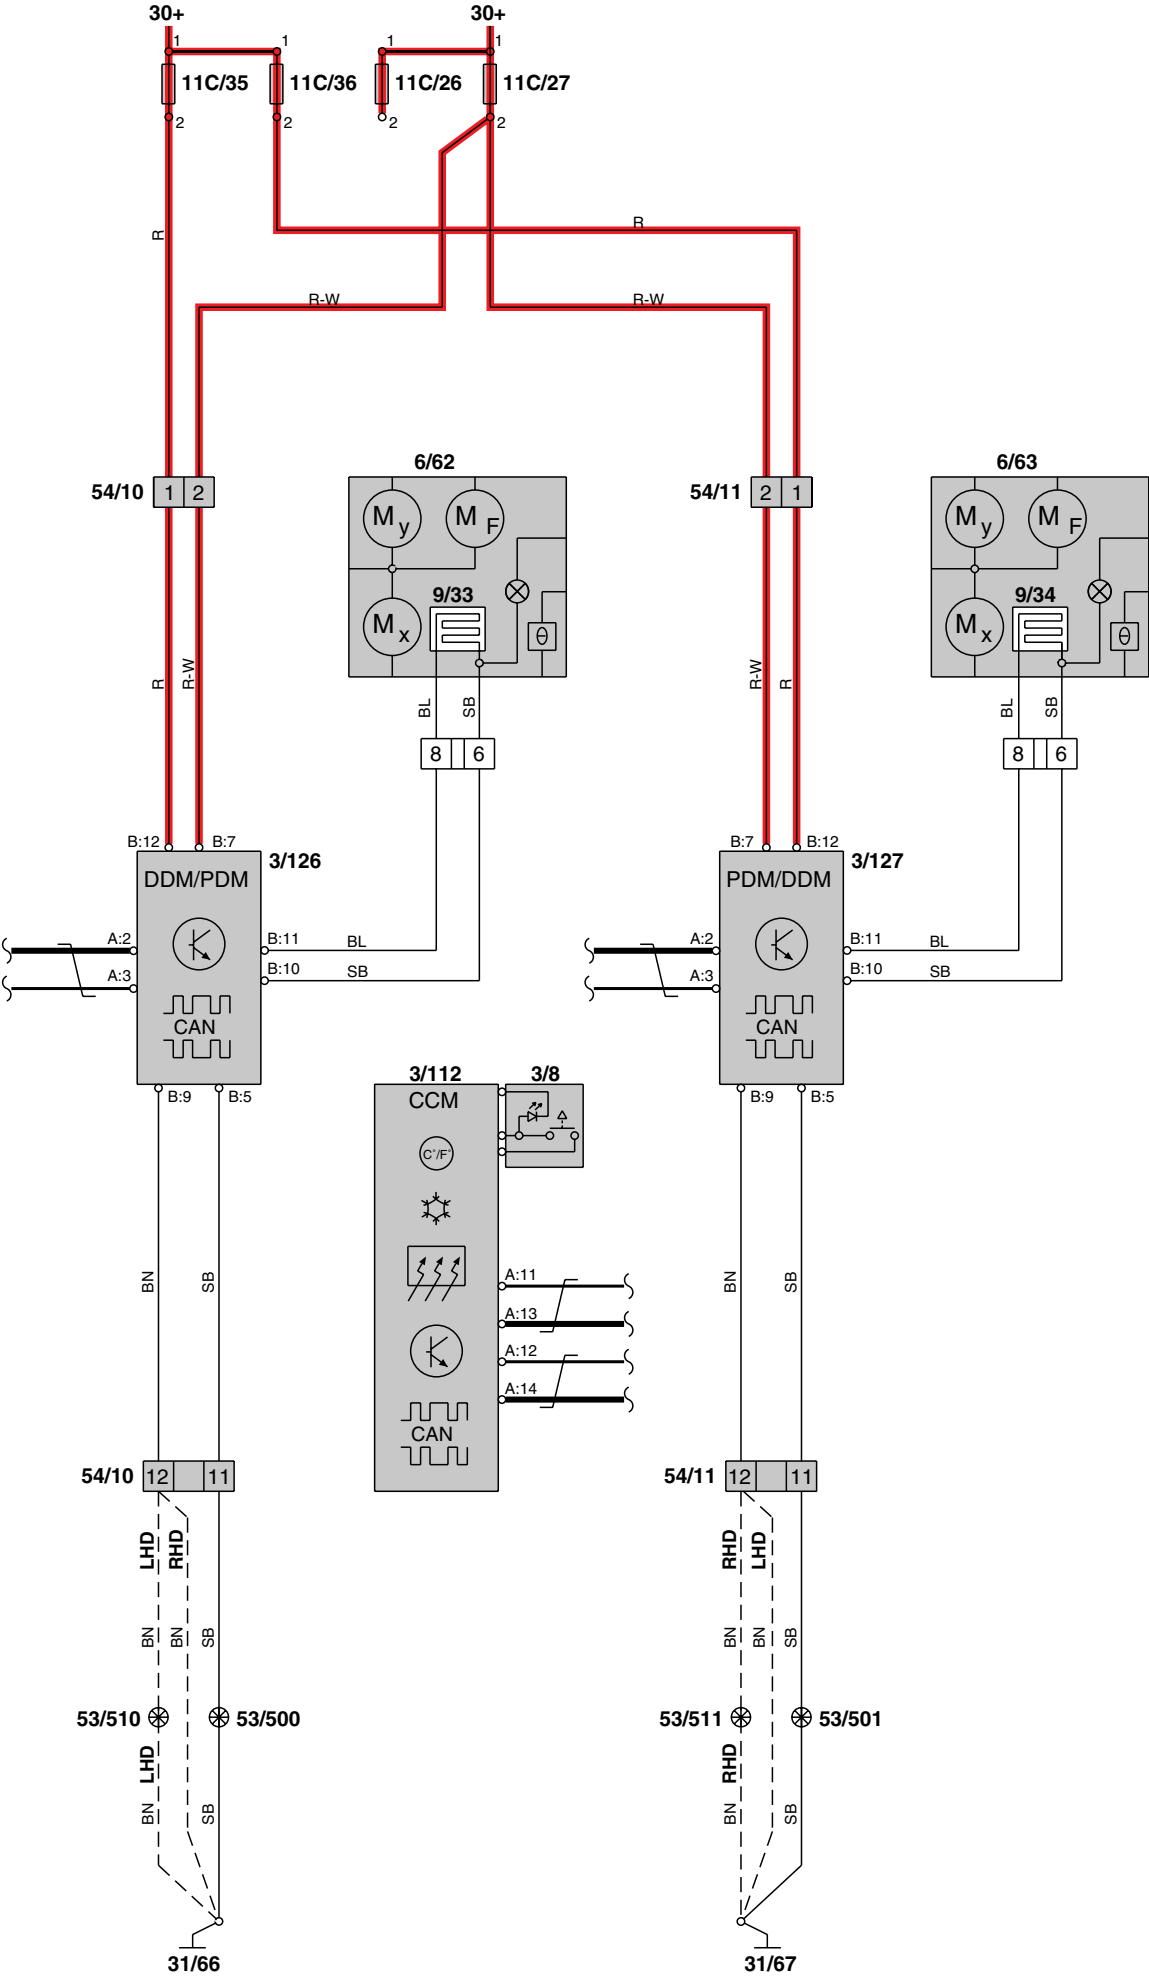 30+ 30+
1 1 1 1
11C/35 11C/36 11C/26 11C/27
2 2 2 2
R R
R-W R-W
6/62 6/63
54/10 1 2 54/11 2 1
My MF My MF
9/33 9/34
Mx θ Mx θ
R R-W BL SB R-W R BL SB
8 6 8 6
B:12 B:7 B:7 B:12
3/126 3/127
DDM/PDM PDM/DDM
A:2 B:11 BL A:2 B:11 BL
A:3 B:10 SB A:3 B:10 SB
CAN CAN
3/112 3/8
B:9 B:5 CCM B:9 B:5
C°/F°
BN SB A:11 BN SB
A:13
A:12
A:14
CAN
54/10 12 11 54/11 12 11
LHD RHD RHD LHD
BN BN SB BN BN SB
53/510 53/500 53/511 53/501
LHD RHD
BN SB BN SB
31/66 31/67